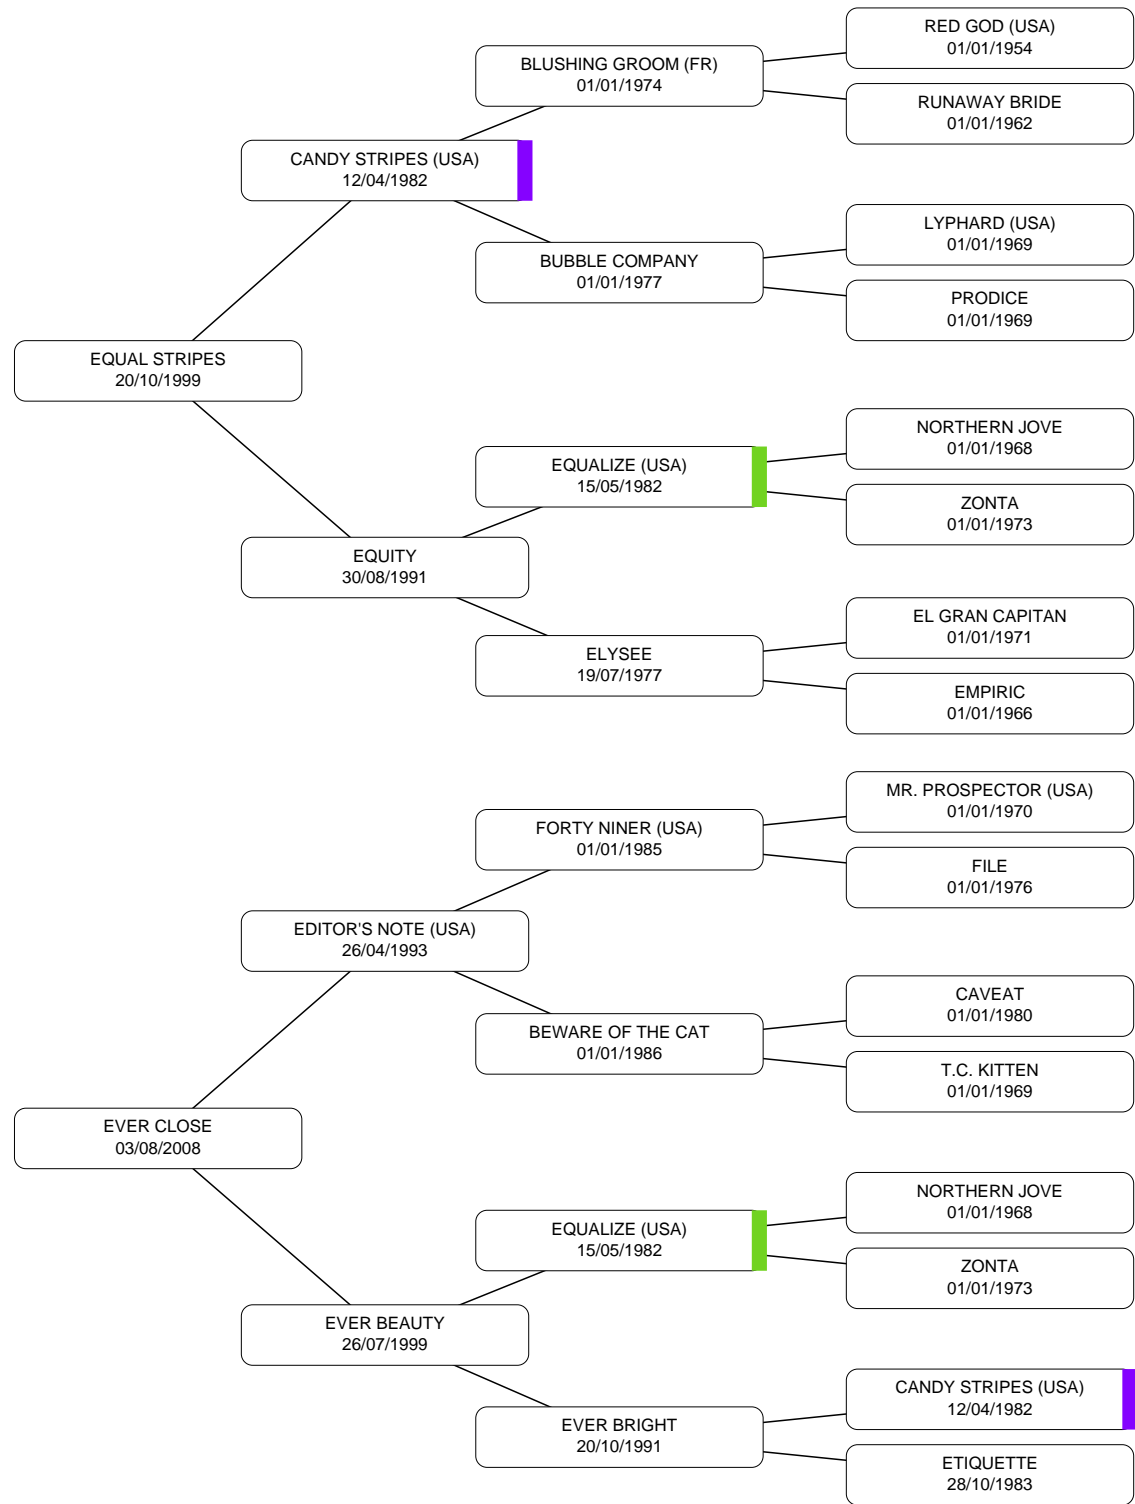 RED GOD (USA)
01/01/1954
BLUSHING GROOM (FR)
01/01/1974
RUNAWAY BRIDE
01/01/1962
CANDY STRIPES (USA)
12/04/1982
LYPHARD (USA)
01/01/1969
BUBBLE COMPANY
01/01/1977
PRODICE
01/01/1969
EQUAL STRIPES
20/10/1999
NORTHERN JOVE
01/01/1968
EQUALIZE (USA)
15/05/1982
ZONTA
01/01/1973
EQUITY
30/08/1991
EL GRAN CAPITAN
01/01/1971
ELYSEE
19/07/1977
EMPIRIC
01/01/1966
MR. PROSPECTOR (USA)
01/01/1970
FORTY NINER (USA)
01/01/1985
FILE
01/01/1976
EDITOR'S NOTE (USA)
26/04/1993
CAVEAT
01/01/1980
BEWARE OF THE CAT
01/01/1986
T.C. KITTEN
01/01/1969
EVER CLOSE
03/08/2008
NORTHERN JOVE
01/01/1968
EQUALIZE (USA)
15/05/1982
ZONTA
01/01/1973
EVER BEAUTY
26/07/1999
CANDY STRIPES (USA)
12/04/1982
EVER BRIGHT
20/10/1991
ETIQUETTE
28/10/1983